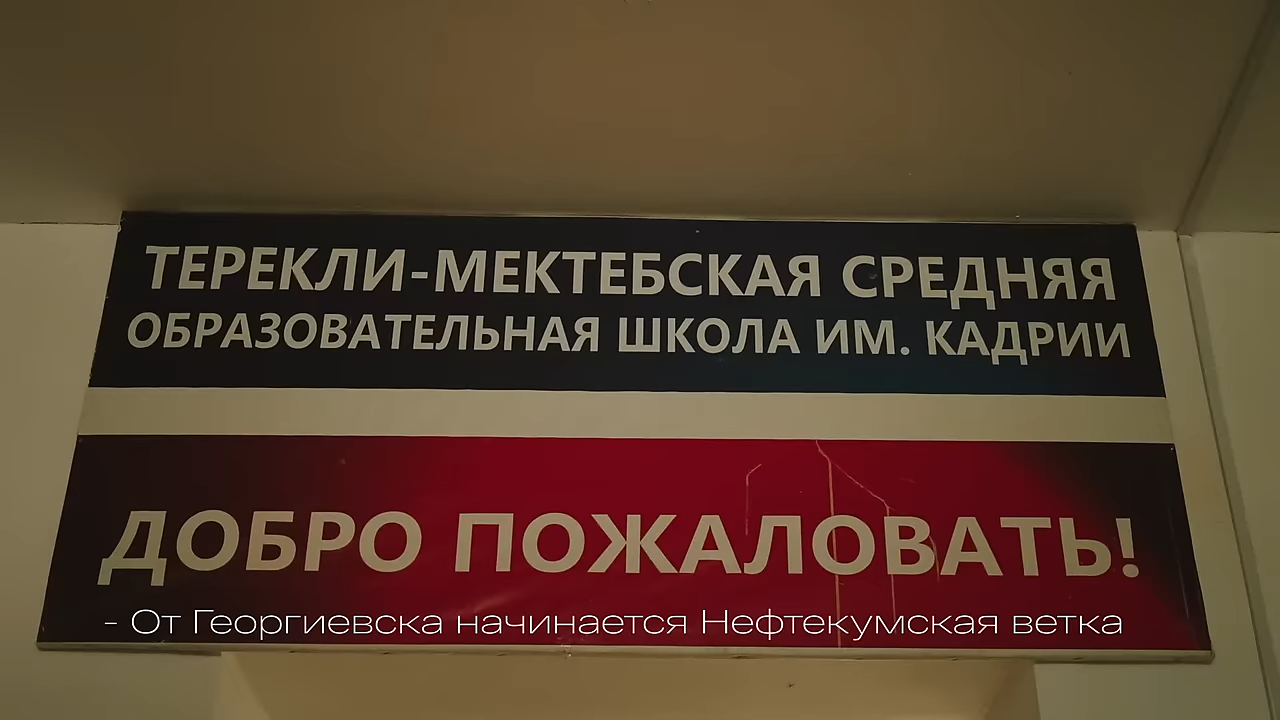 ТЕРЕКЛИ-МЕКТЕБСКАЯ СРЕДНЯЯ
ОБРАЗОВАТЕЛЬНАЯ ШКОЛА ИМ. КАДРИИ
ДОБРО ПОЖАЛОВАТЬ!
- От Георгиевска начинается Нефтекумская ветка